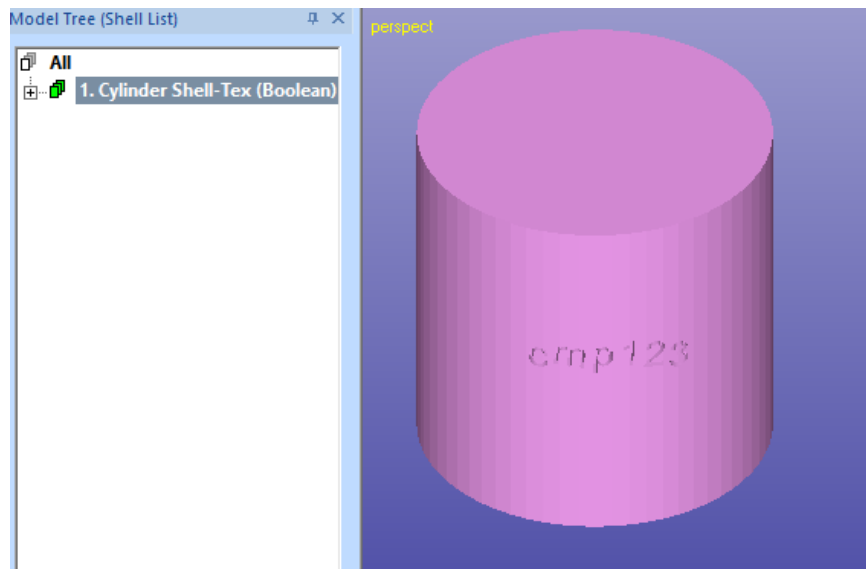 Model Tree (Shell List)
All
1. Cylinder Shell-Tex (Boolean)
perspect
cmp123